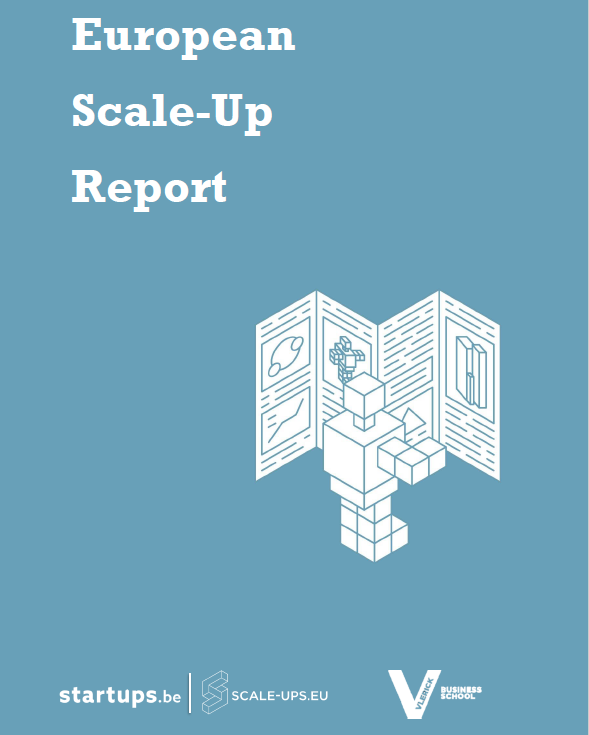 European
Scale-Up
Report
startups.be
SCALE-UPS.EU
VLERICK
BUSINESS
SCHOOL